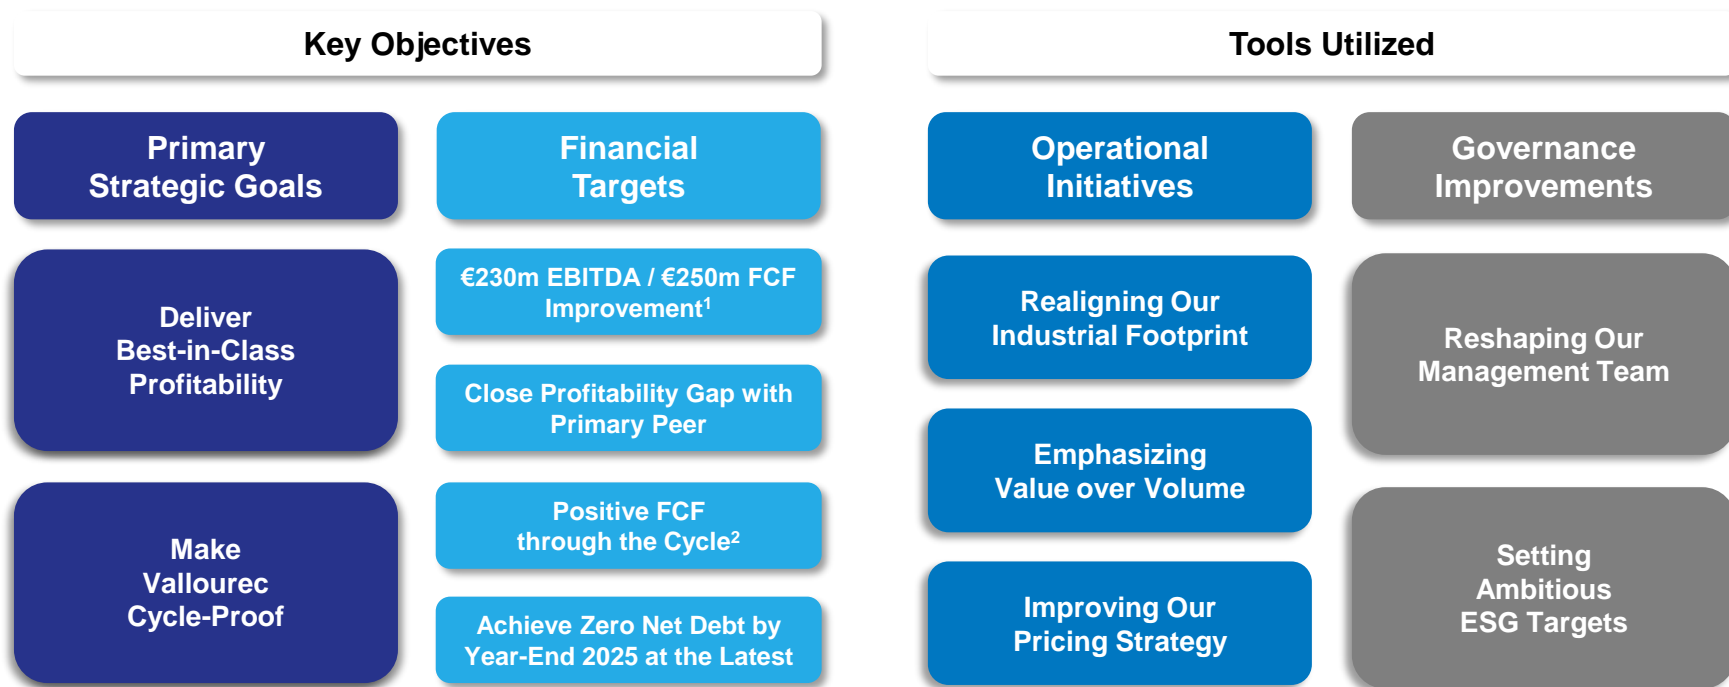 Key Objectives
Tools Utilized
Primary
Strategic Goals
Deliver
Best-in-Class
Profitability
Make
Vallourec
Cycle-Proof
Financial
Targets
€230m EBITDA / €250m FCF
Improvement¹
Close Profitability Gap with
Primary Peer
Positive FCF
through the Cycle²
Achieve Zero Net Debt by
Year-End 2025 at the Latest
Operational
Initiatives
Realigning Our
Industrial Footprint
Emphasizing
Value over Volume
Improving Our
Pricing Strategy
Governance
Improvements
Reshaping Our
Management Team
Setting
Ambitious
ESG Targets